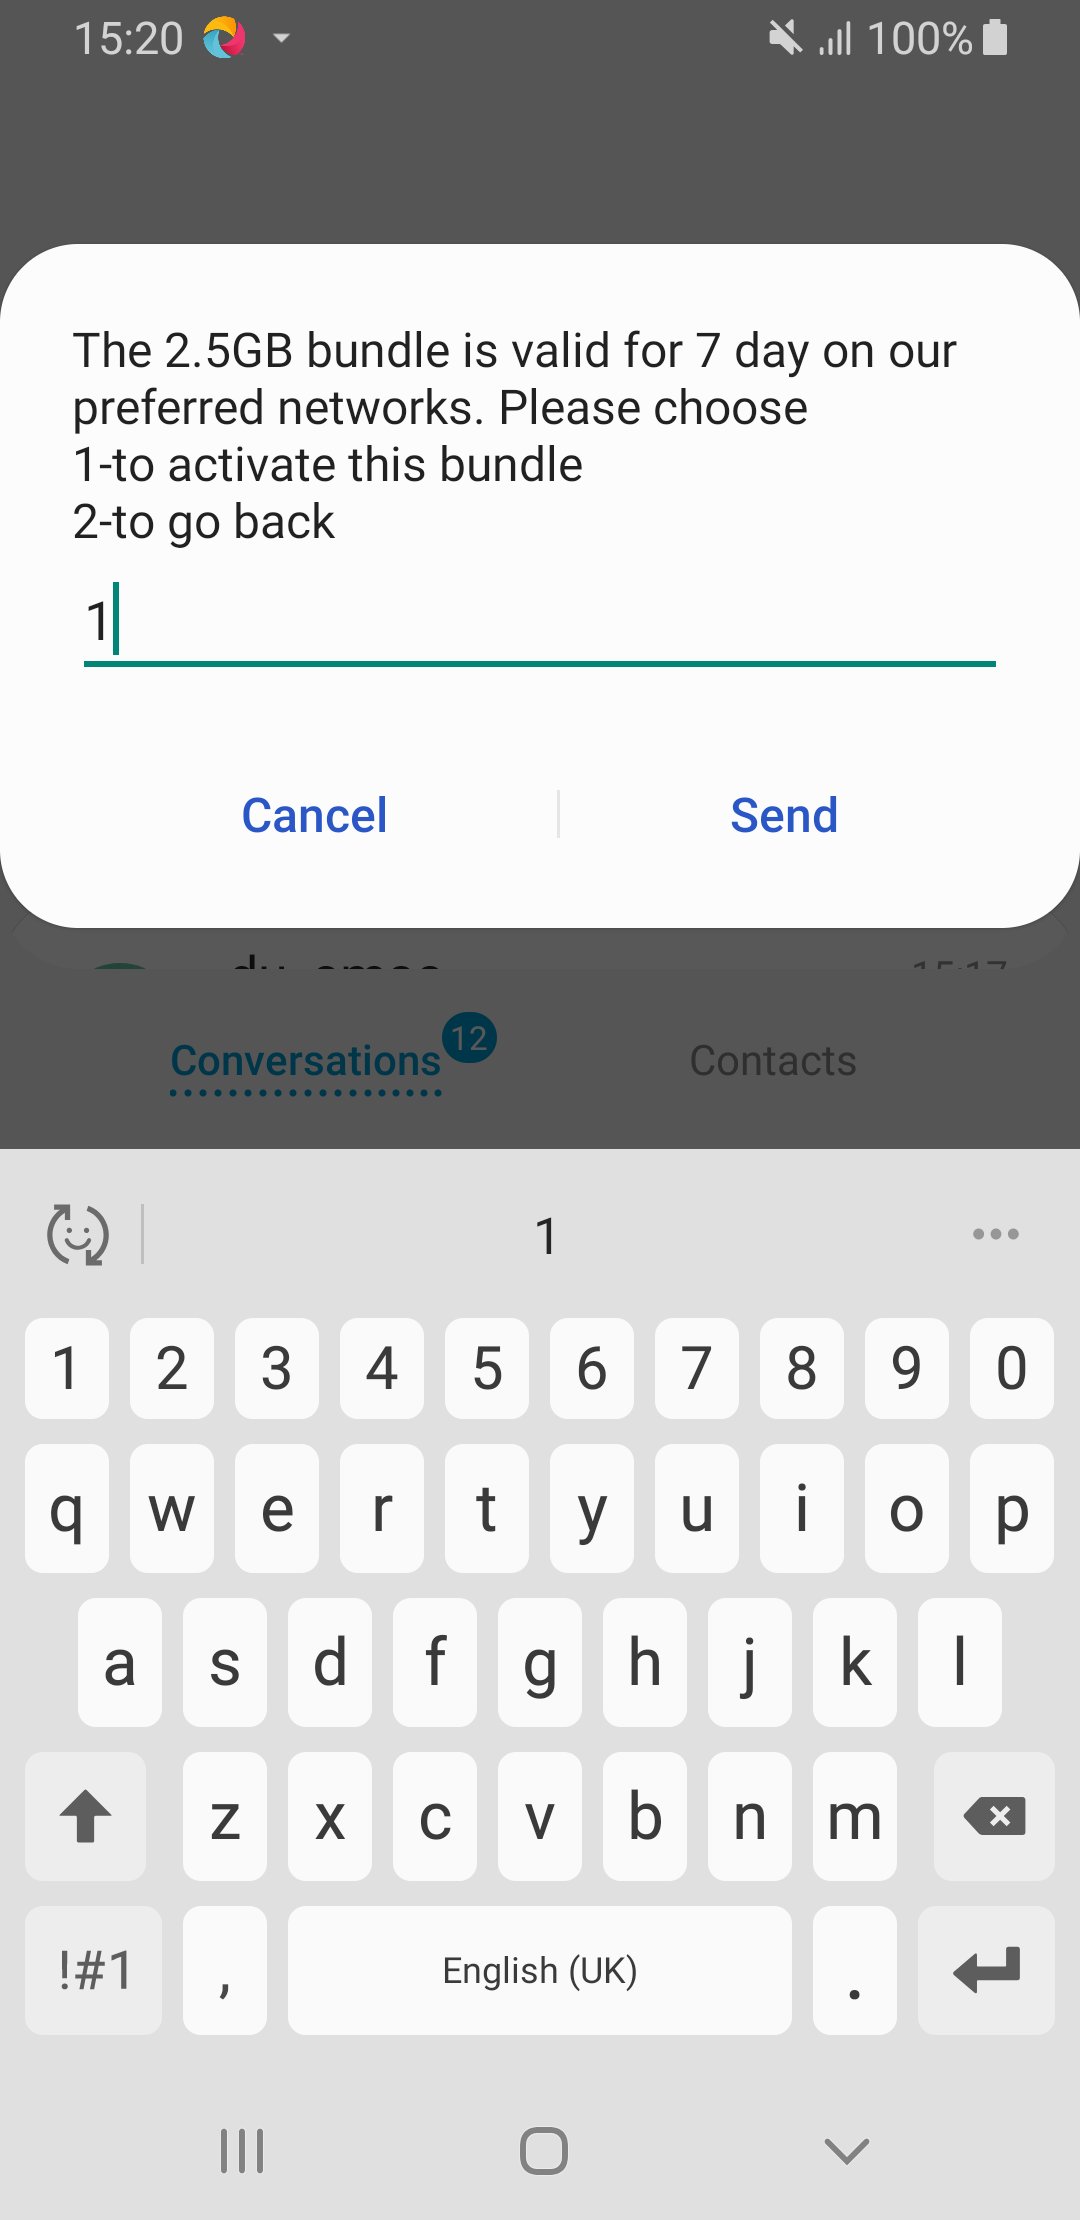 15:20 100%
The 2.5GB bundle is valid for 7 day on our
preferred networks. Please choose
1-to activate this bundle
2-to go back
1
Cancel Send
Conversations 12 Contacts
1
1 2 3 4 5 6 7 8 9 0
q w e r t y u i o p
a s d f g h j k l
z x c v b n m
!#1 , English (UK) .